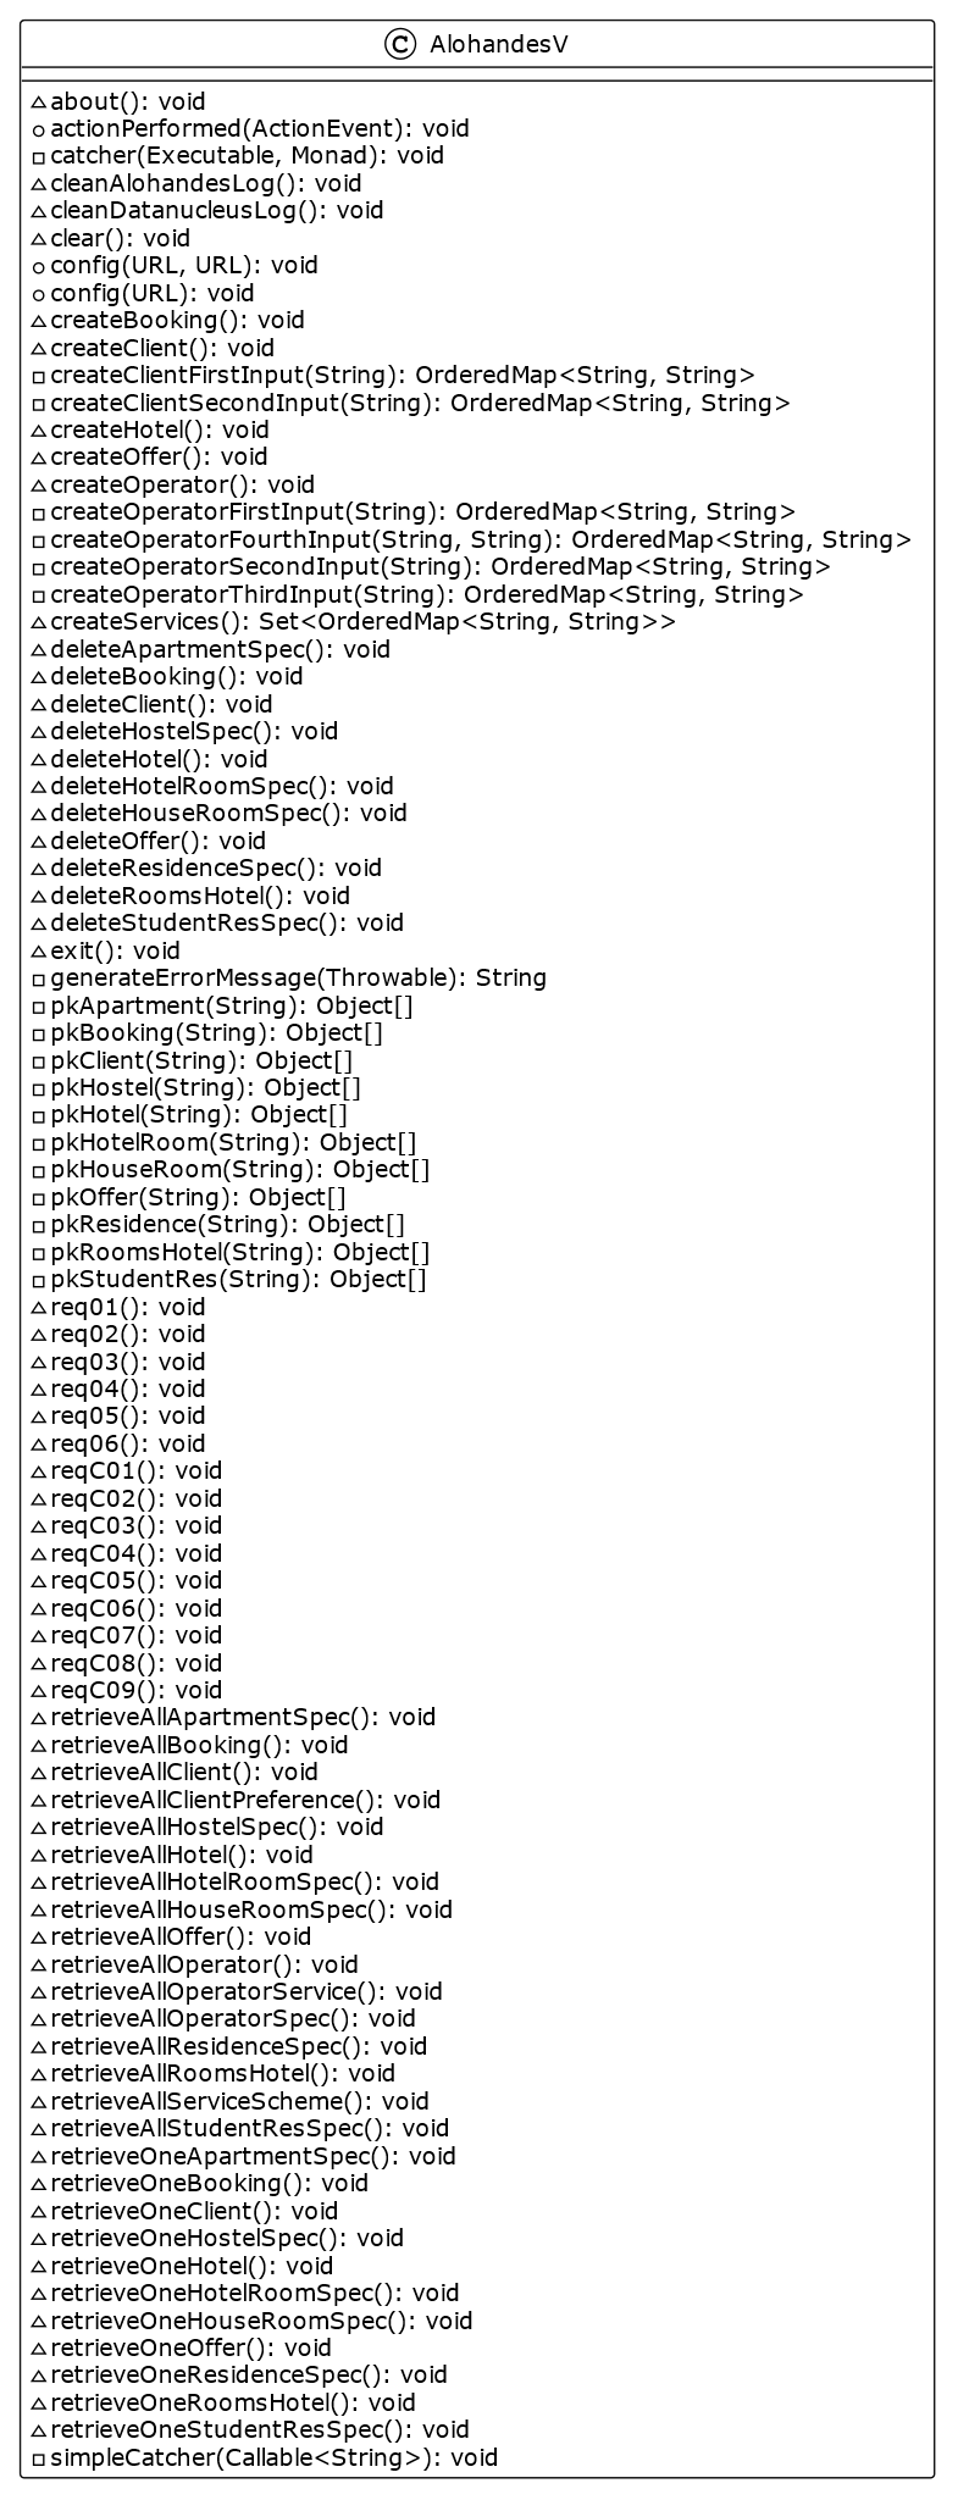 C AlohandesV
about(): void
actionPerformed(ActionEvent): void
catcher(Executable, Monad): void
cleanAlohandesLog(): void
cleanDatanucleusLog(): void
clear(): void
config(URL, URL): void
config(URL): void
createBooking(): void
createClient(): void
createClientFirstInput(String): OrderedMap<String, String>
createClientSecondInput(String): OrderedMap<String, String>
createHotel(): void
createOffer(): void
createOperator(): void
createOperatorFirstInput(String): OrderedMap<String, String>
createOperatorFourthInput(String, String): OrderedMap<String, String>
createOperatorSecondInput(String): OrderedMap<String, String>
createOperatorThirdInput(String): OrderedMap<String, String>
createServices(): Set<OrderedMap<String, String>>
deleteApartmentSpec(): void
deleteBooking(): void
deleteClient(): void
deleteHostelSpec(): void
deleteHotel(): void
deleteHotelRoomSpec(): void
deleteHouseRoomSpec(): void
deleteOffer(): void
deleteResidenceSpec(): void
deleteRoomsHotel(): void
deleteStudentResSpec(): void
exit(): void
generateErrorMessage(Throwable): String
pkApartment(String): Object[]
pkBooking(String): Object[]
pkClient(String): Object[]
pkHostel(String): Object[]
pkHotel(String): Object[]
pkHotelRoom(String): Object[]
pkHouseRoom(String): Object[]
pkOffer(String): Object[]
pkResidence(String): Object[]
pkRoomsHotel(String): Object[]
pkStudentRes(String): Object[]
req01(): void
req02(): void
req03(): void
req04(): void
req05(): void
req06(): void
reqC01(): void
reqC02(): void
reqC03(): void
reqC04(): void
reqC05(): void
reqC06(): void
reqC07(): void
reqC08(): void
reqC09(): void
retrieveAllApartmentSpec(): void
retrieveAllBooking(): void
retrieveAllClient(): void
retrieveAllClientPreference(): void
retrieveAllHostelSpec(): void
retrieveAllHotel(): void
retrieveAllHotelRoomSpec(): void
retrieveAllHouseRoomSpec(): void
retrieveAllOffer(): void
retrieveAllOperator(): void
retrieveAllOperatorService(): void
retrieveAllOperatorSpec(): void
retrieveAllResidenceSpec(): void
retrieveAllRoomsHotel(): void
retrieveAllServiceScheme(): void
retrieveAllStudentResSpec(): void
retrieveOneApartmentSpec(): void
retrieveOneBooking(): void
retrieveOneClient(): void
retrieveOneHostelSpec(): void
retrieveOneHotel(): void
retrieveOneHotelRoomSpec(): void
retrieveOneHouseRoomSpec(): void
retrieveOneOffer(): void
retrieveOneResidenceSpec(): void
retrieveOneRoomsHotel(): void
retrieveOneStudentResSpec(): void
simpleCatcher(Callable<String>): void